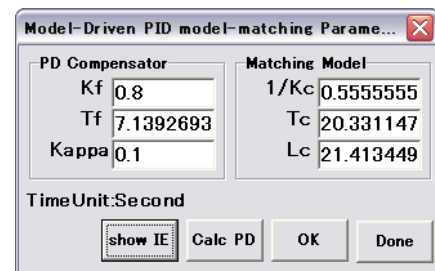 Model-Driven PID model-matching Parame...
PD Compensator
Kf 0.8
Tf 7.1392693
Kappa 0.1
Matching Model
1/Kc 0.5555555
Tc 20.331147
Lc 21.413449
TimeUnit:Second
show IE Calc PD OK Done